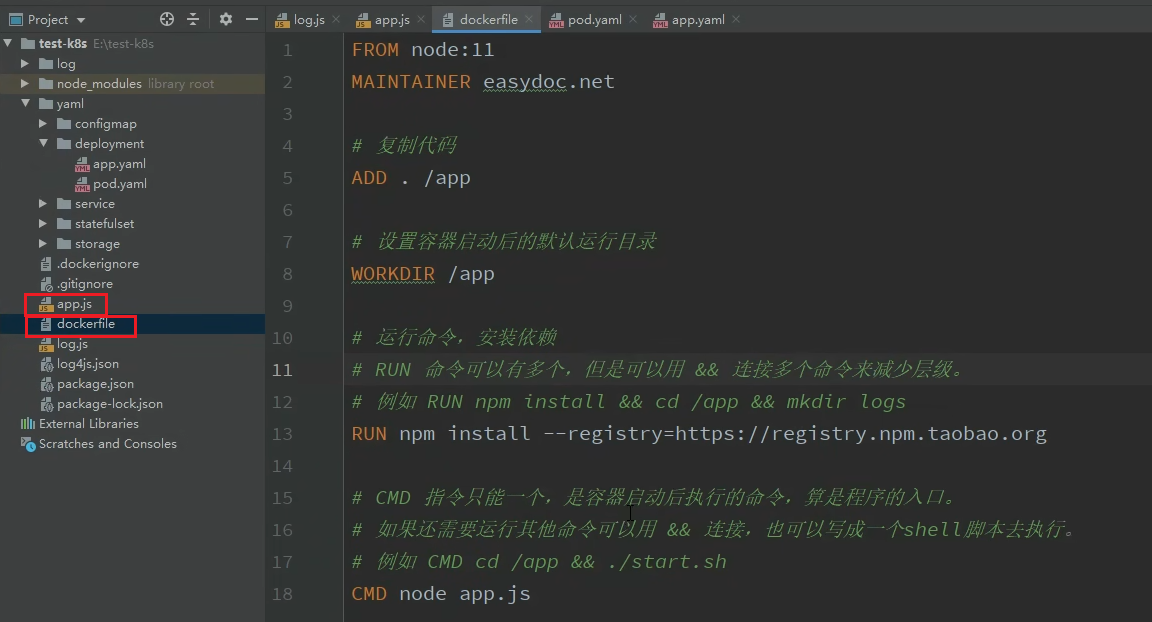 Project
log.js
app.js
dockerfile
pod.yaml
app.yaml
test-k8s E:\test-k8s
log
node_modules library root
yaml
configmap
deployment
app.yaml
pod.yaml
service
statefulset
storage
.dockerignore
.gitignore
app.js
dockerfile
log.js
log4js.json
package.json
package-lock.json
External Libraries
Scratches and Consoles
1 FROM node:11
2 MAINTAINER easydoc.net
3
4 # 复制代码
5 ADD . /app
6
7 # 设置容器启动后的默认运行目录
8 WORKDIR /app
9
10 # 运行命令，安装依赖
11 # RUN 命令可以有多个，但是可以用 && 连接多个命令来减少层级。
12 # 例如 RUN npm install && cd /app && mkdir logs
13 RUN npm install --registry=https://registry.npm.taobao.org
14
15 # CMD 指令只能一个，是容器启动后执行的命令，算是程序的入口。
16 # 如果还需要运行其他命令可以用 && 连接，也可以写成一个shell脚本去执行。
17 # 例如 CMD cd /app && ./start.sh
18 CMD node app.js